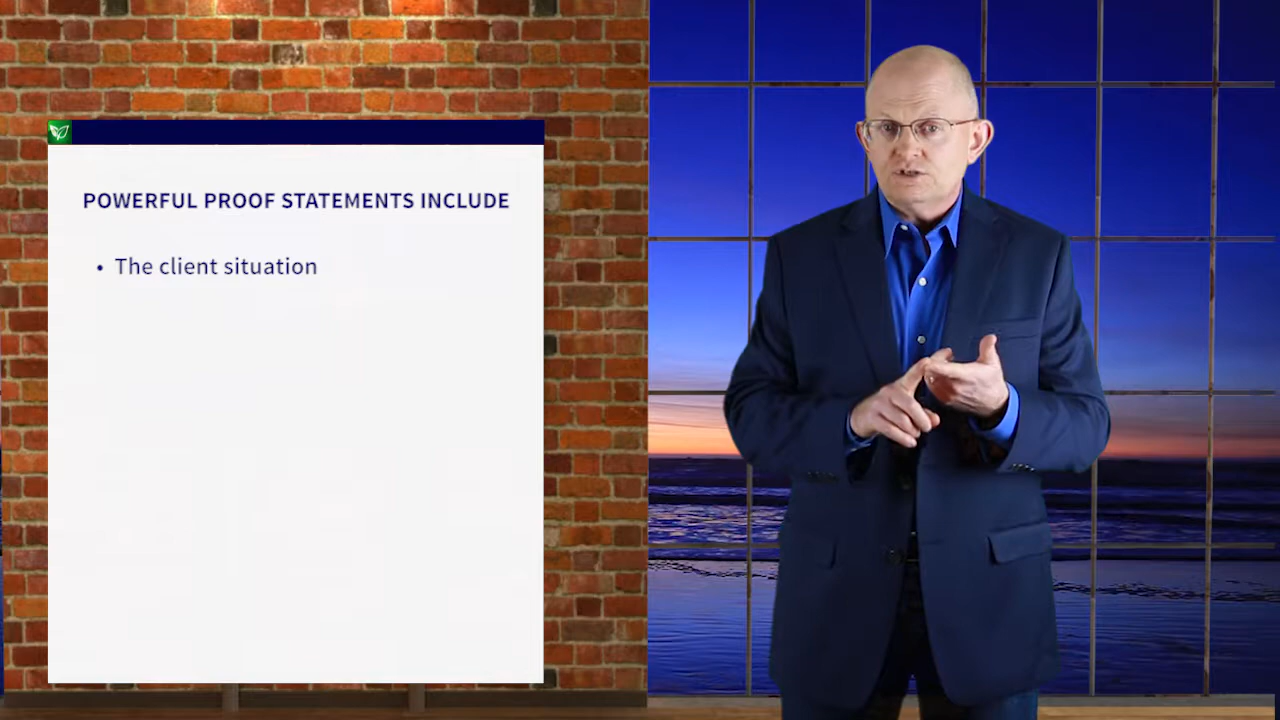 POWERFUL PROOF STATEMENTS INCLUDE
• The client situation